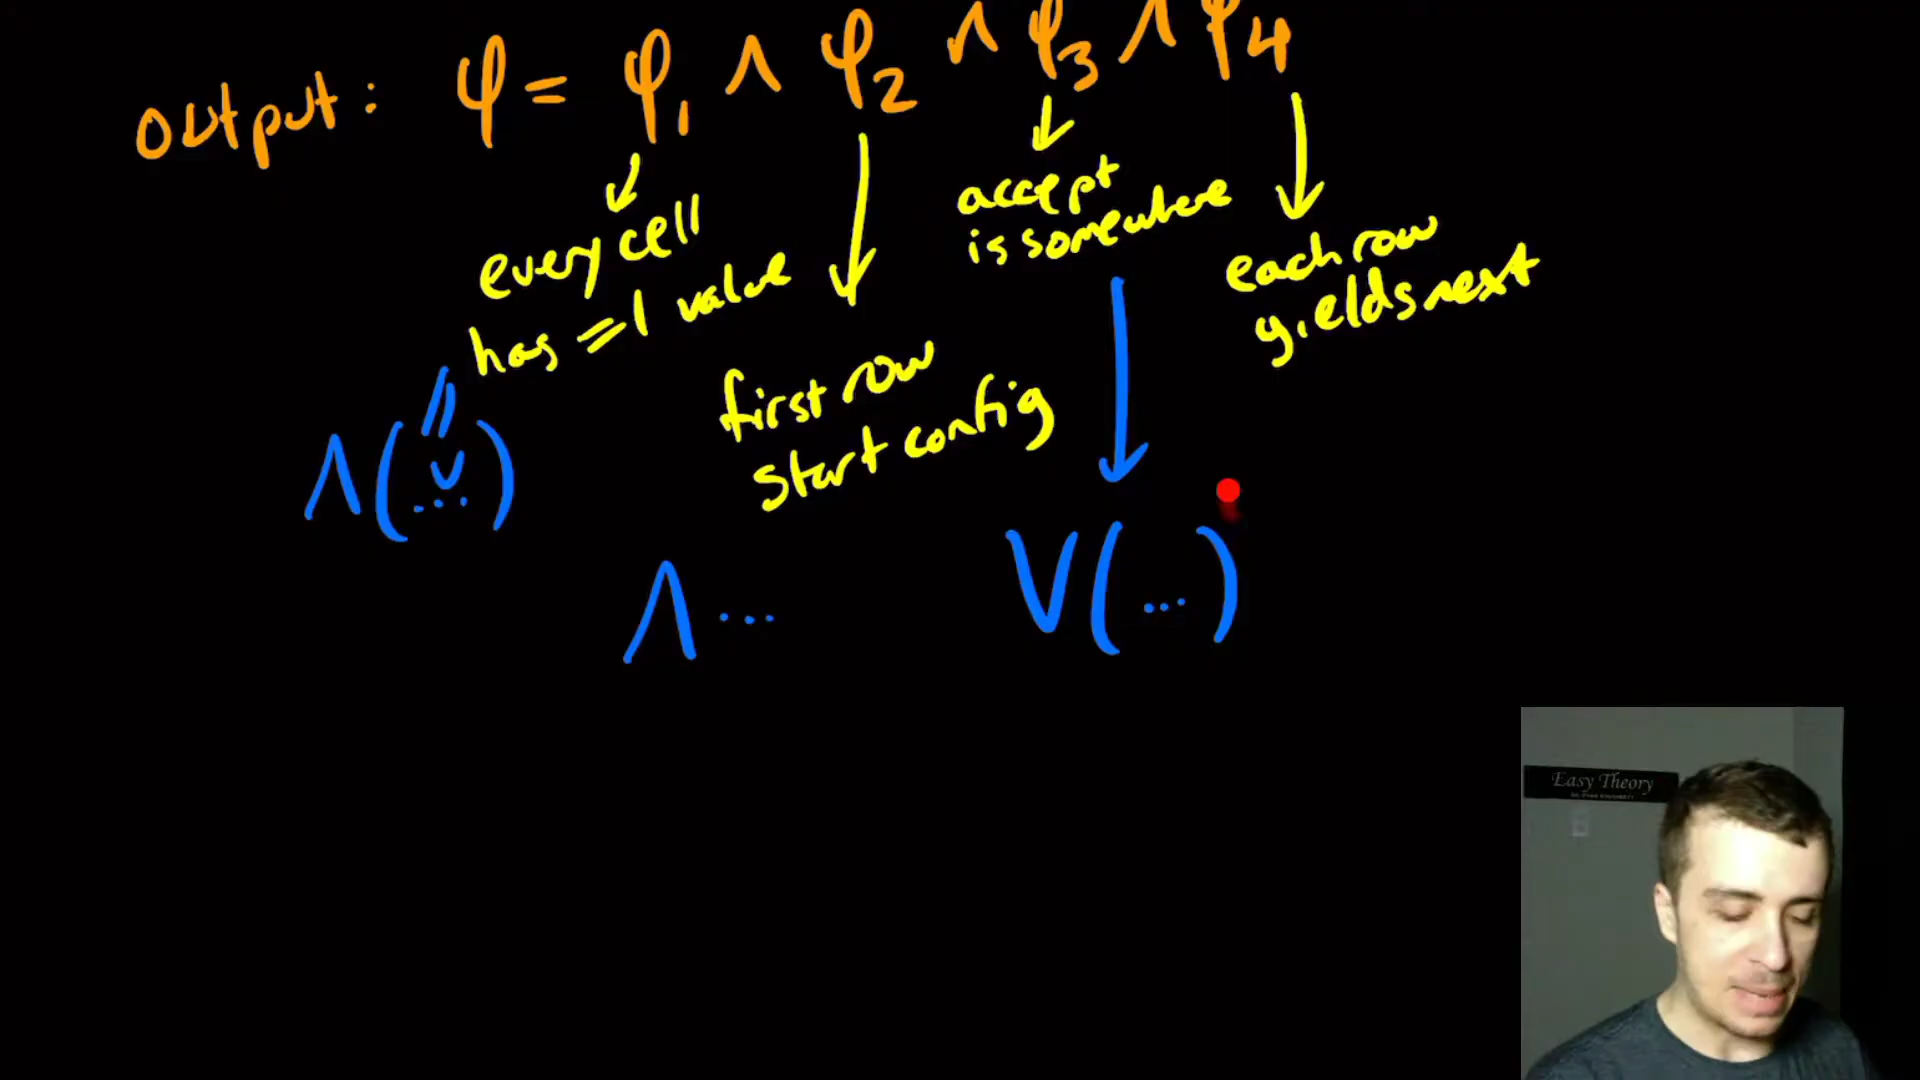 output: φ = φ1 ∧ φ2 ∧ φ3 ∧ φ4
every cell
has =1 value
first row
start config
accept
is somewhere
each row
yields next
∧( ∨ ... )
∧ ...
∨(...)
Easy Theory